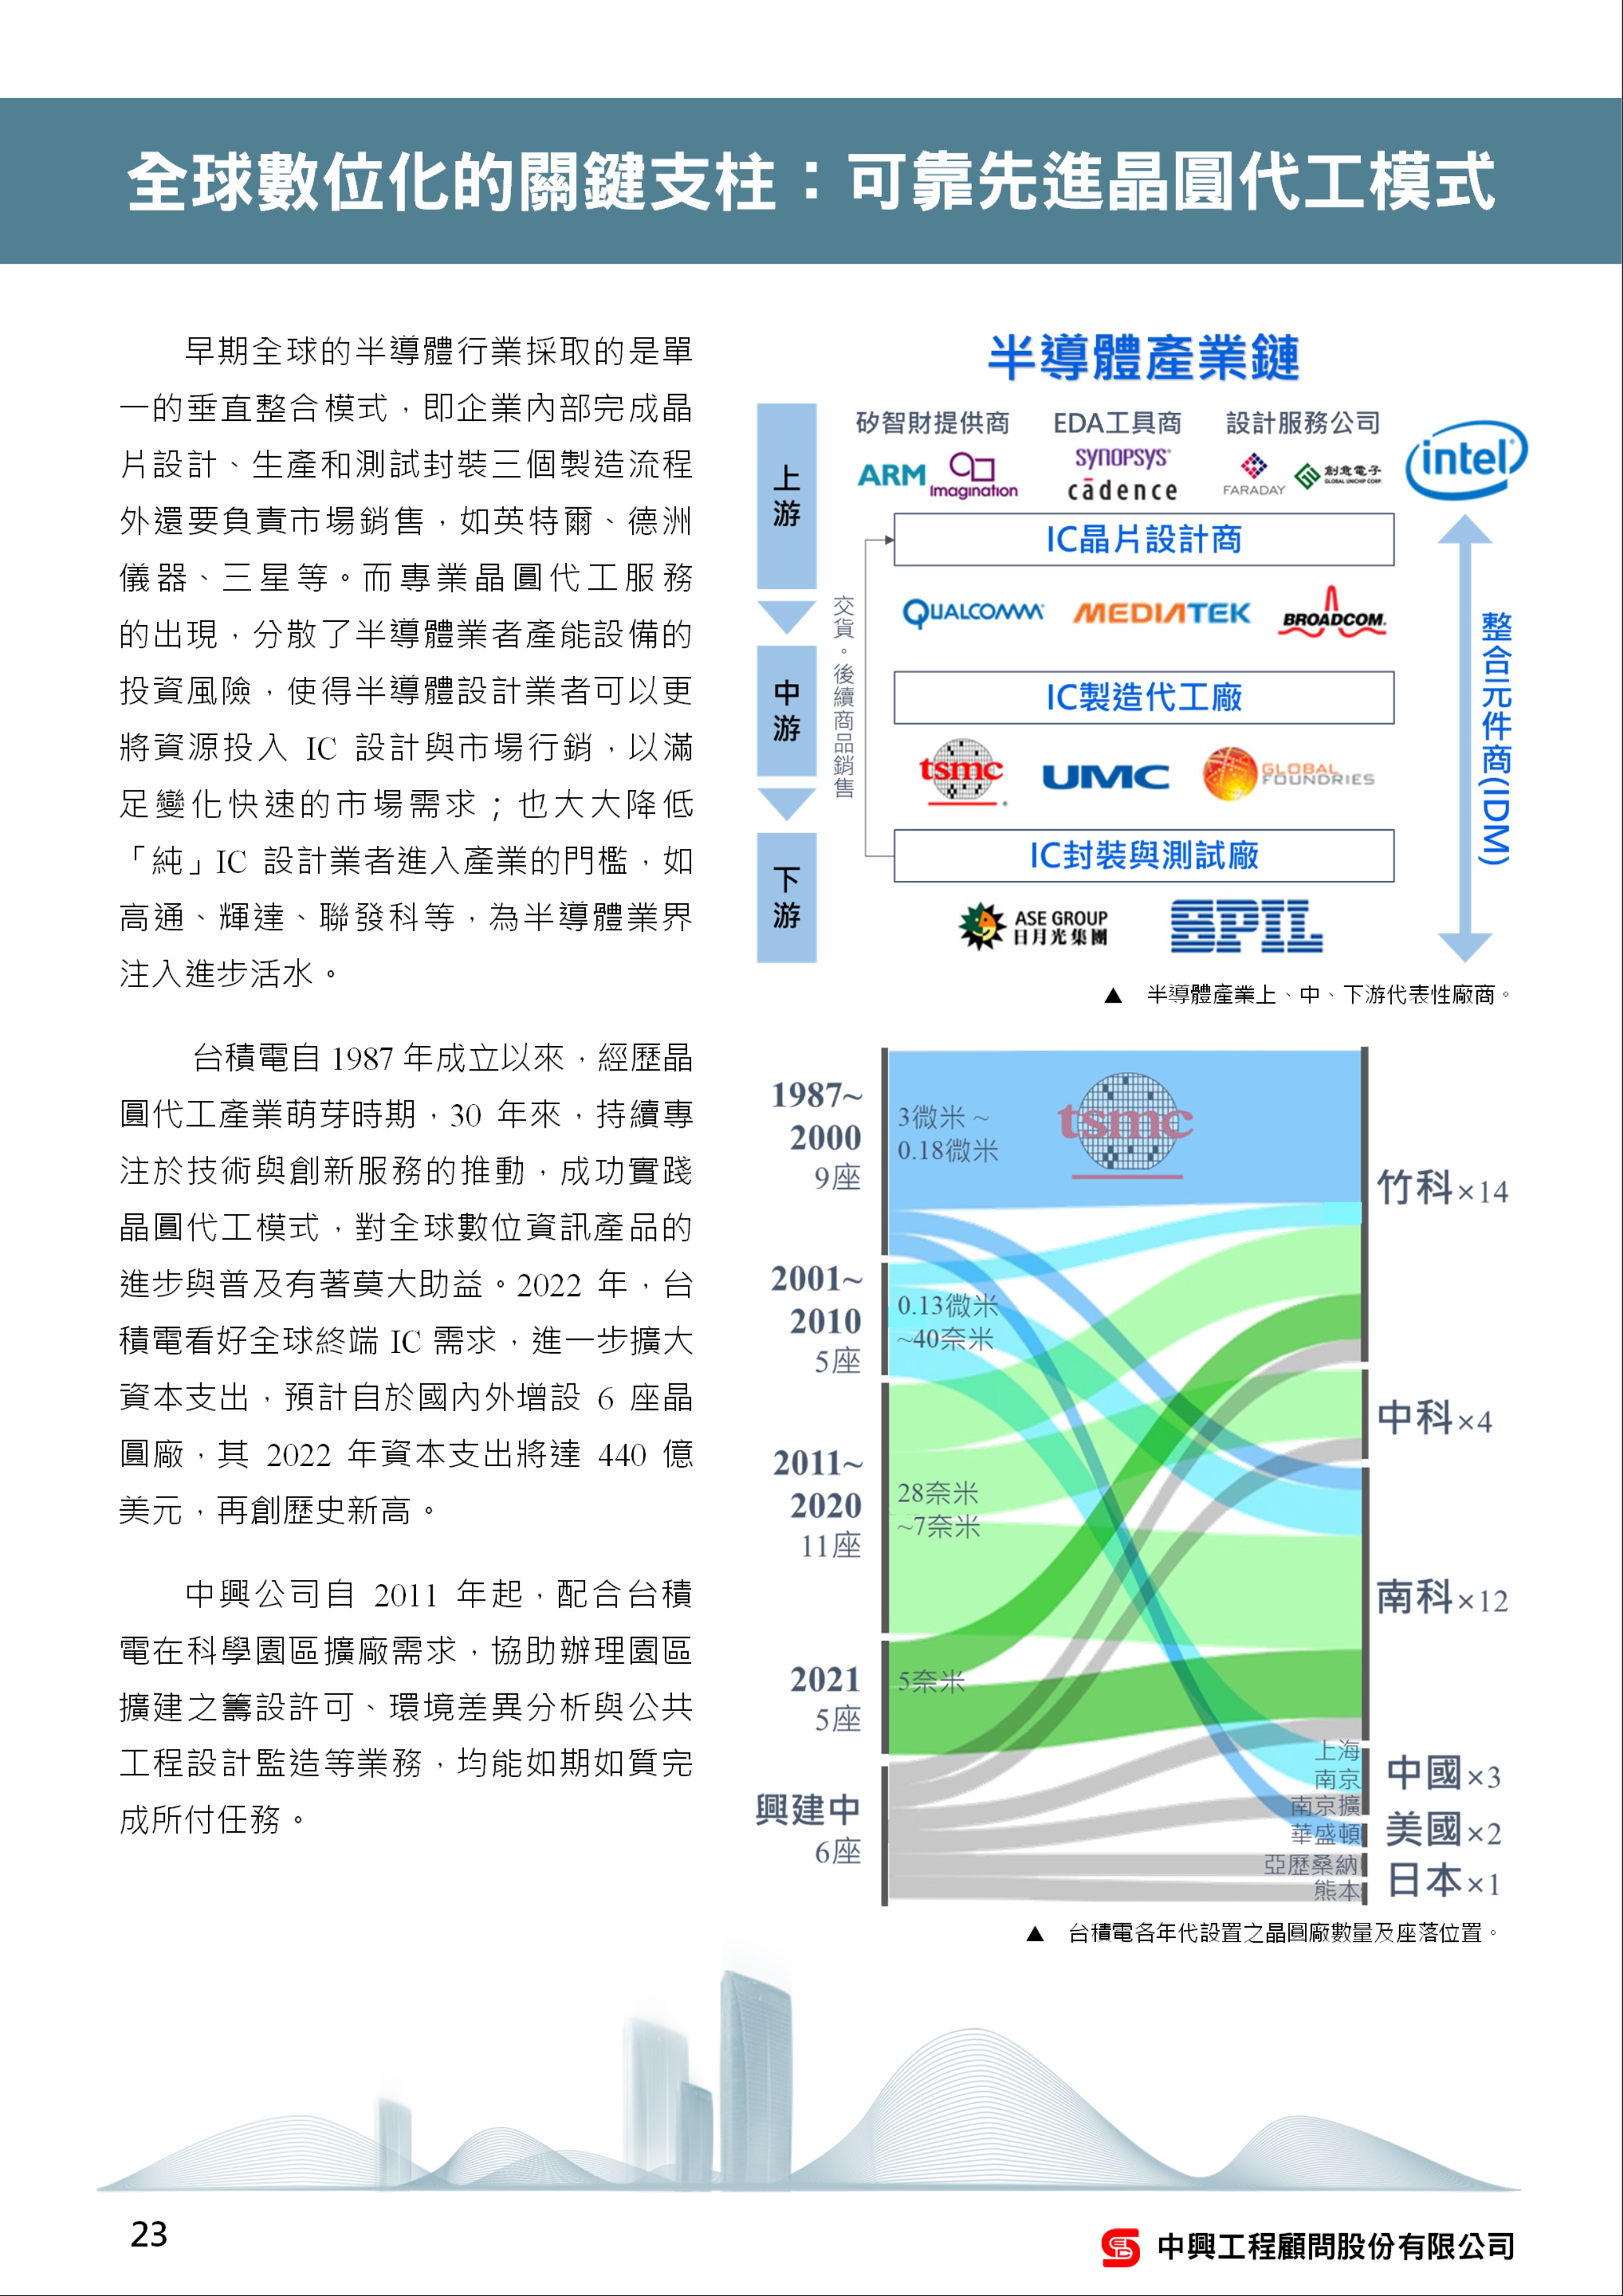 全球數位化的關鍵支柱：可靠先進晶圓代工模式
早期全球的半導體行業採取的是單
一的垂直整合模式，即企業內部完成晶
片設計、生產和測試封裝三個製造流程
外還要負責市場銷售，如英特爾、德洲
儀器、三星等。而專業晶圓代工服務
的出現，分散了半導體業者產能設備的
投資風險，使得半導體設計業者可以更
將資源投入 IC 設計與市場行銷，以滿
足變化快速的市場需求；也大大降低
「純」IC 設計業者進入產業的門檻，如
高通、輝達、聯發科等，為半導體業界
注入進步活水。
台積電自 1987 年成立以來，經歷晶
圓代工產業萌芽時期，30 年來，持續專
注於技術與創新服務的推動，成功實踐
晶圓代工模式，對全球數位資訊產品的
進步與普及有著莫大助益。2022 年，台
積電看好全球終端 IC 需求，進一步擴大
資本支出，預計自於國內外增設 6 座晶
圓廠，其 2022 年資本支出將達 440 億
美元，再創歷史新高。
中興公司自 2011 年起，配合台積
電在科學園區擴廠需求，協助辦理園區
擴建之籌設許可、環境差異分析與公共
工程設計監造等業務，均能如期如質完
成所付任務。
半導體產業鏈
上游
中游
下游
交貨。後續商品銷售
矽智財提供商 EDA工具商 設計服務公司
ARM Imagination SYNOPSYS cādence FARADAY 創意電子 GLOBAL UNICHIP CORP. intel
IC晶片設計商
QUALCOMM MEDIATEK BROADCOM.
IC製造代工廠
tsmc UMC GLOBAL FOUNDRIES
IC封裝與測試廠
ASE GROUP 日月光集團 SPIL
整合元件商(IDM)
▲ 半導體產業上、中、下游代表性廠商。
1987~
2000
9座
3微米 ~
0.18微米
tsmc
2001~
2010
5座
0.13微米
~40奈米
2011~
2020
11座
28奈米
~7奈米
2021
5座
5奈米
興建中
6座
竹科×14
中科×4
南科×12
上海
南京
南京擴
中國×3
華盛頓
美國×2
亞歷桑納
熊本
日本×1
▲ 台積電各年代設置之晶圓廠數量及座落位置。
23
中興工程顧問股份有限公司